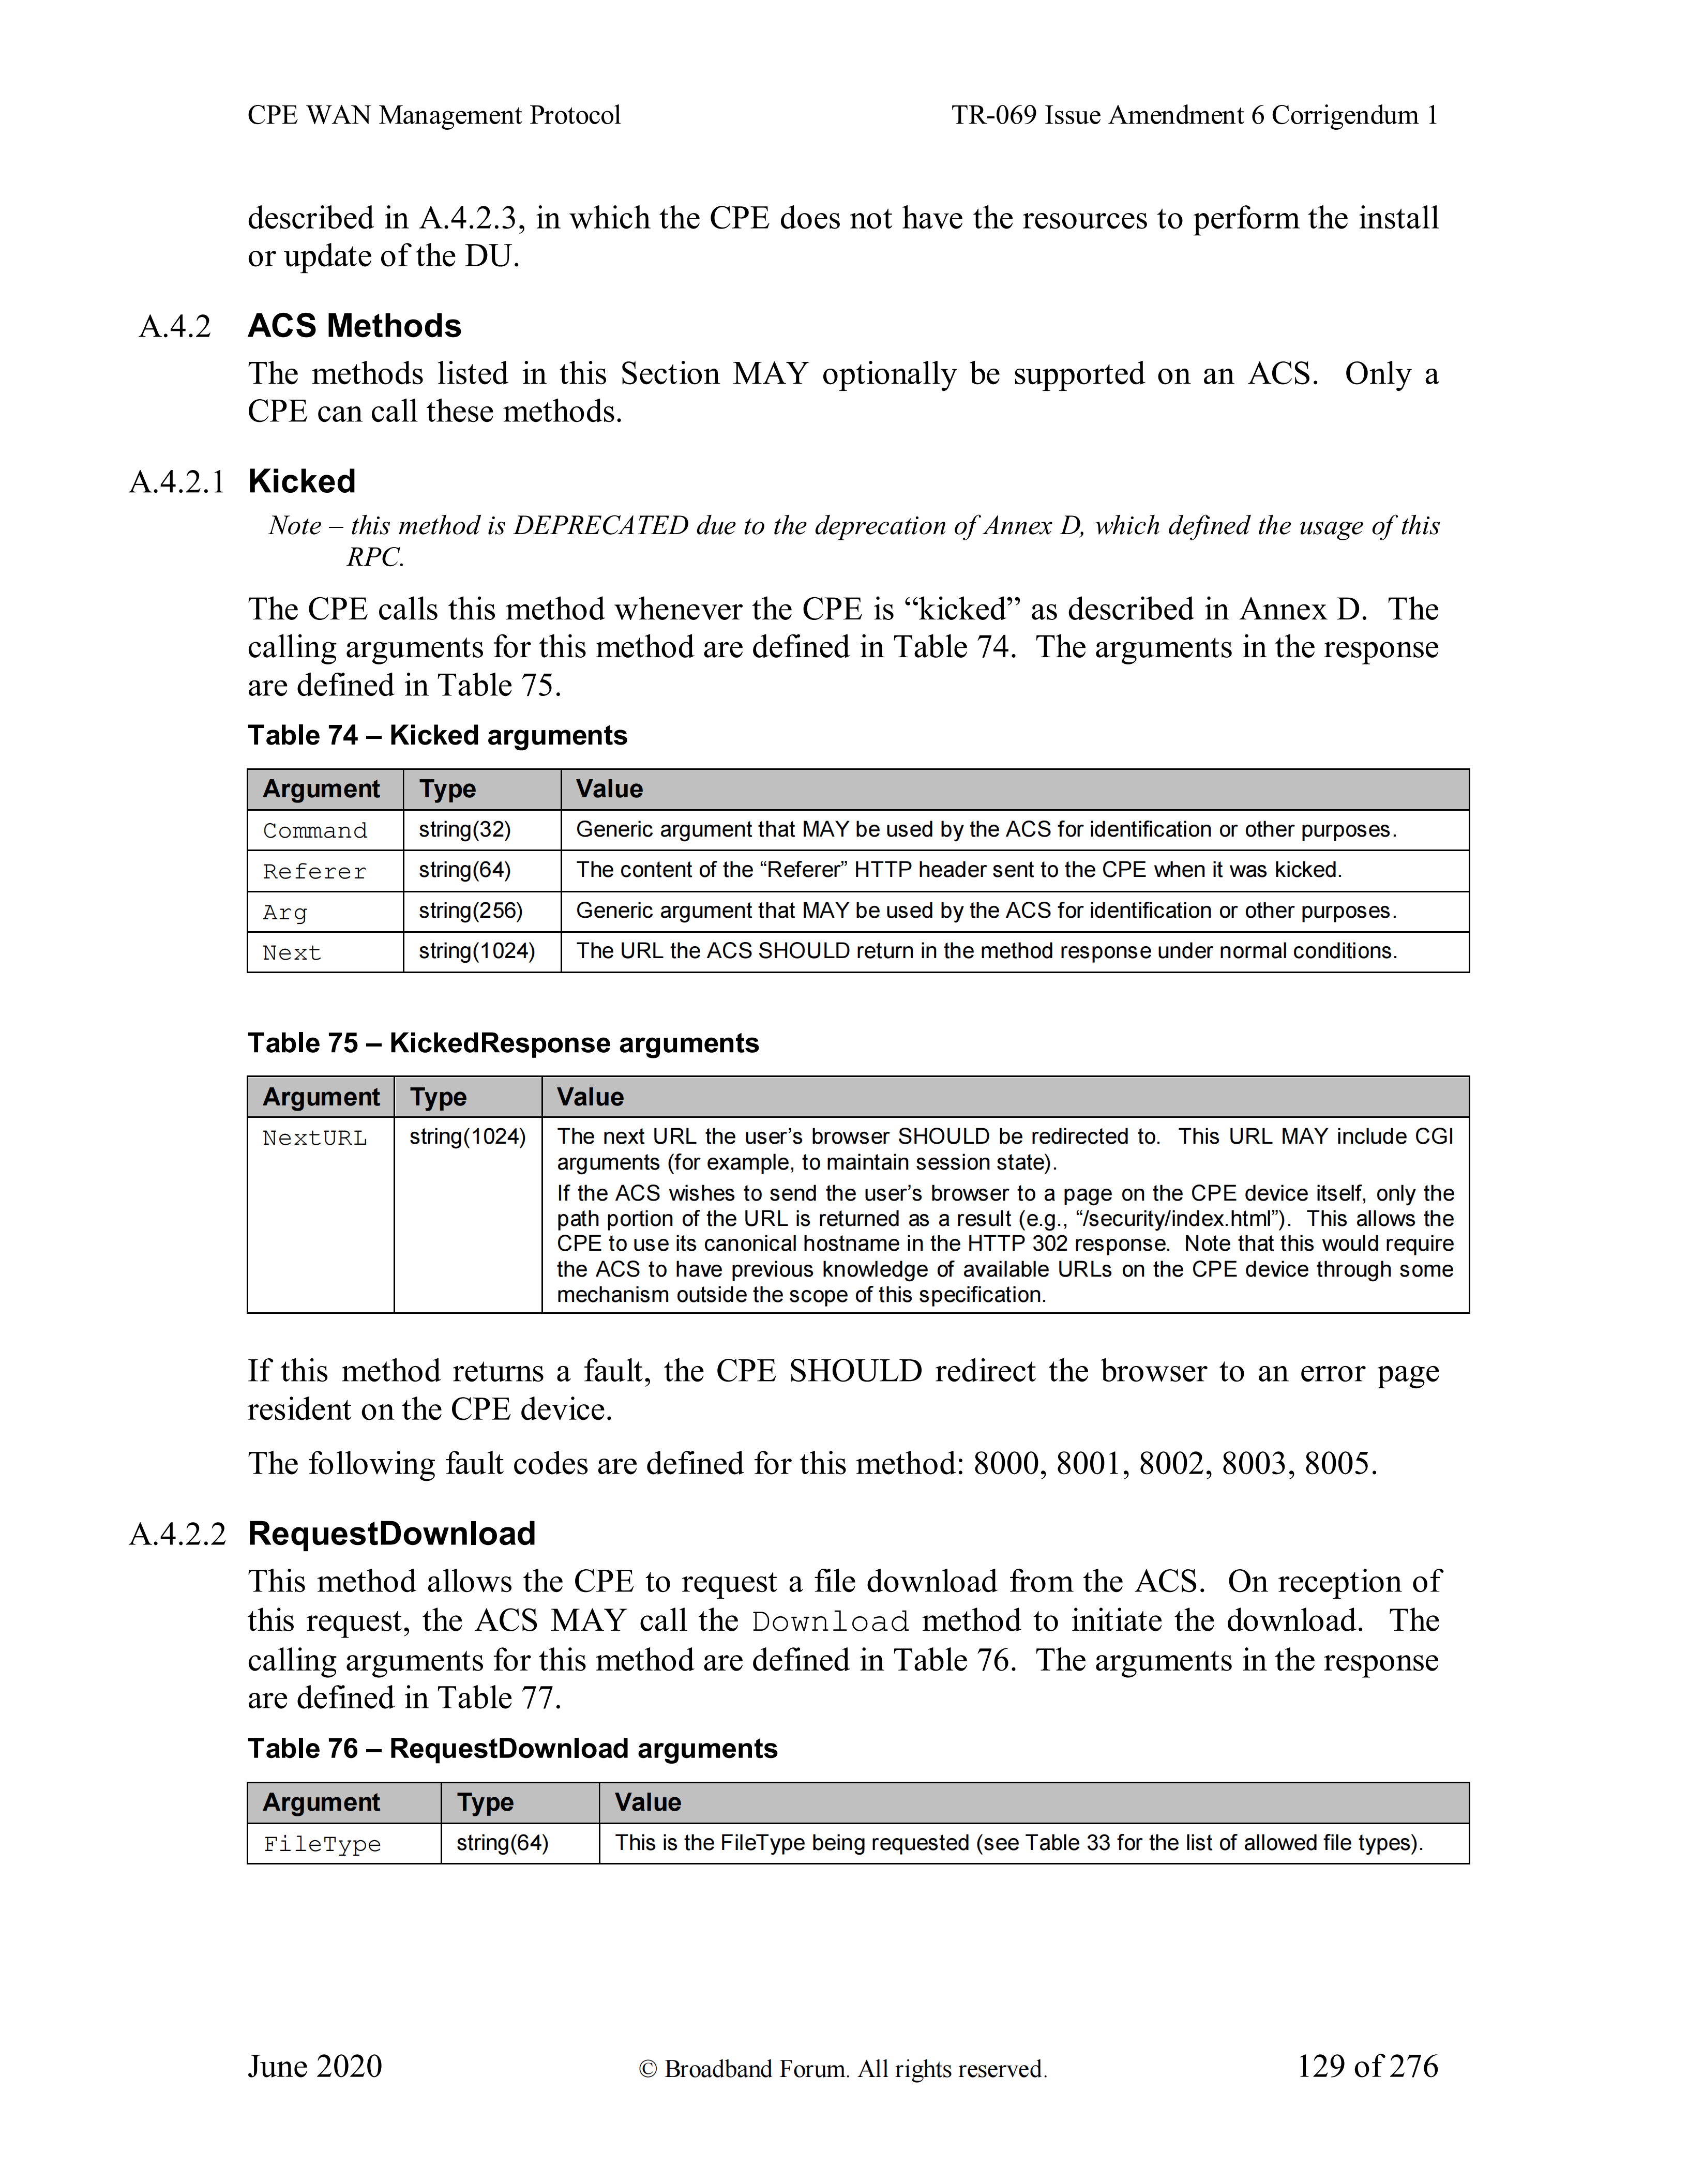 CPE WAN Management Protocol TR-069 Issue Amendment 6 Corrigendum 1
described in A.4.2.3, in which the CPE does not have the resources to perform the install
or update of the DU.
A.4.2 ACS Methods
The methods listed in this Section MAY optionally be supported on an ACS. Only a
CPE can call these methods.
A.4.2.1 Kicked
Note – this method is DEPRECATED due to the deprecation of Annex D, which defined the usage of this
RPC.
The CPE calls this method whenever the CPE is “kicked” as described in Annex D. The
calling arguments for this method are defined in Table 74. The arguments in the response
are defined in Table 75.
Table 74 – Kicked arguments
Argument Type Value
Command string(32) Generic argument that MAY be used by the ACS for identification or other purposes.
Referer string(64) The content of the “Referer” HTTP header sent to the CPE when it was kicked.
Arg string(256) Generic argument that MAY be used by the ACS for identification or other purposes.
Next string(1024) The URL the ACS SHOULD return in the method response under normal conditions.
Table 75 – KickedResponse arguments
Argument Type Value
NextURL string(1024) The next URL the user’s browser SHOULD be redirected to. This URL MAY include CGI
arguments (for example, to maintain session state).
If the ACS wishes to send the user’s browser to a page on the CPE device itself, only the
path portion of the URL is returned as a result (e.g., “/security/index.html”). This allows the
CPE to use its canonical hostname in the HTTP 302 response. Note that this would require
the ACS to have previous knowledge of available URLs on the CPE device through some
mechanism outside the scope of this specification.
If this method returns a fault, the CPE SHOULD redirect the browser to an error page
resident on the CPE device.
The following fault codes are defined for this method: 8000, 8001, 8002, 8003, 8005.
A.4.2.2 RequestDownload
This method allows the CPE to request a file download from the ACS. On reception of
this request, the ACS MAY call the Download method to initiate the download. The
calling arguments for this method are defined in Table 76. The arguments in the response
are defined in Table 77.
Table 76 – RequestDownload arguments
Argument Type Value
FileType string(64) This is the FileType being requested (see Table 33 for the list of allowed file types).
June 2020 © Broadband Forum. All rights reserved. 129 of 276